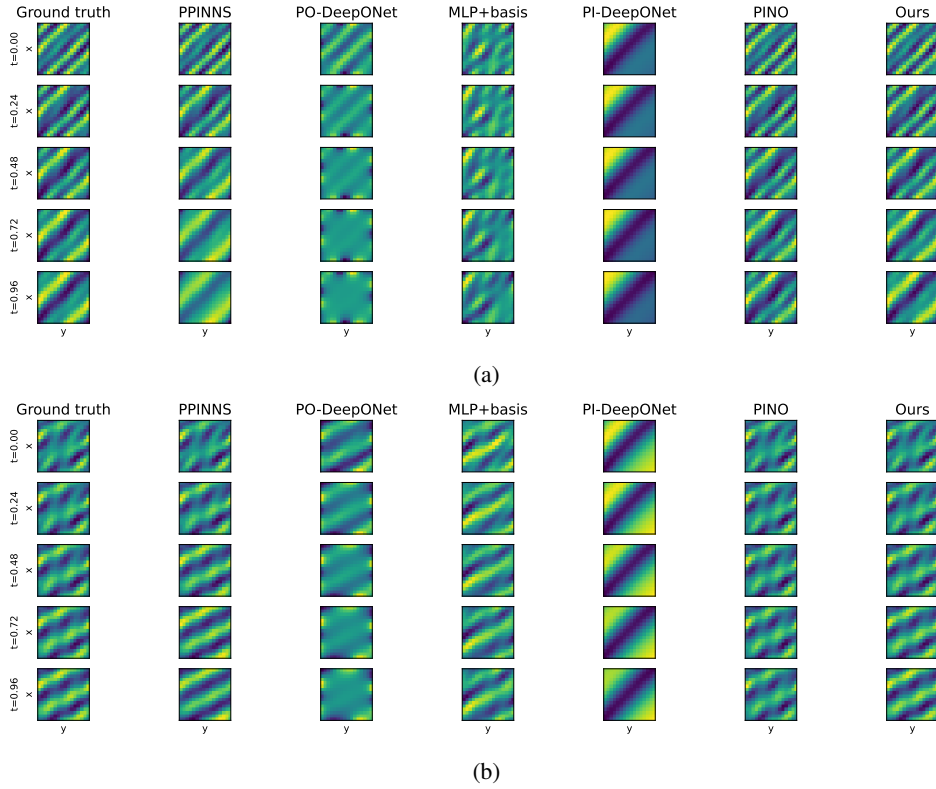 Ground truth PPINNS PO-DeepONet MLP+basis PI-DeepONet PINO Ours
t=0.00 x
t=0.24 x
t=0.48 x
t=0.72 x
t=0.96 x
y y y y y y y
(a)
Ground truth PPINNS PO-DeepONet MLP+basis PI-DeepONet PINO Ours
t=0.00 x
t=0.24 x
t=0.48 x
t=0.72 x
t=0.96 x
y y y y y y y
(b)